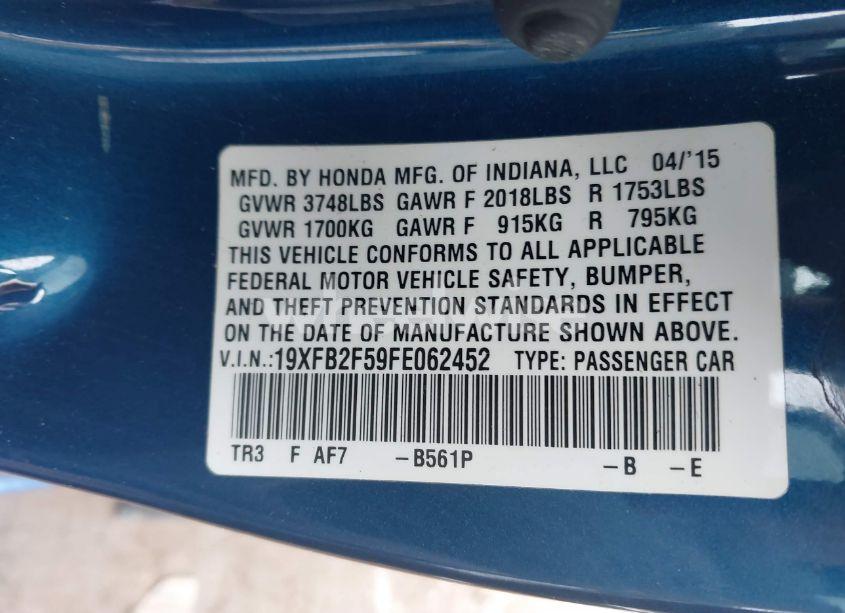 MFD. BY HONDA MFG. OF INDIANA, LLC 04/'15
GVWR 3748LBS GAWR F 2018LBS R 1753LBS
GVWR 1700KG GAWR F 915KG R 795KG
THIS VEHICLE CONFORMS TO ALL APPLICABLE
FEDERAL MOTOR VEHICLE SAFETY, BUMPER,
AND THEFT PREVENTION STANDARDS IN EFFECT
ON THE DATE OF MANUFACTURE SHOWN ABOVE.
V.I.N.:19XFB2F59FE062452 TYPE: PASSENGER CAR
TR3 F AF7 -B561P -B -E